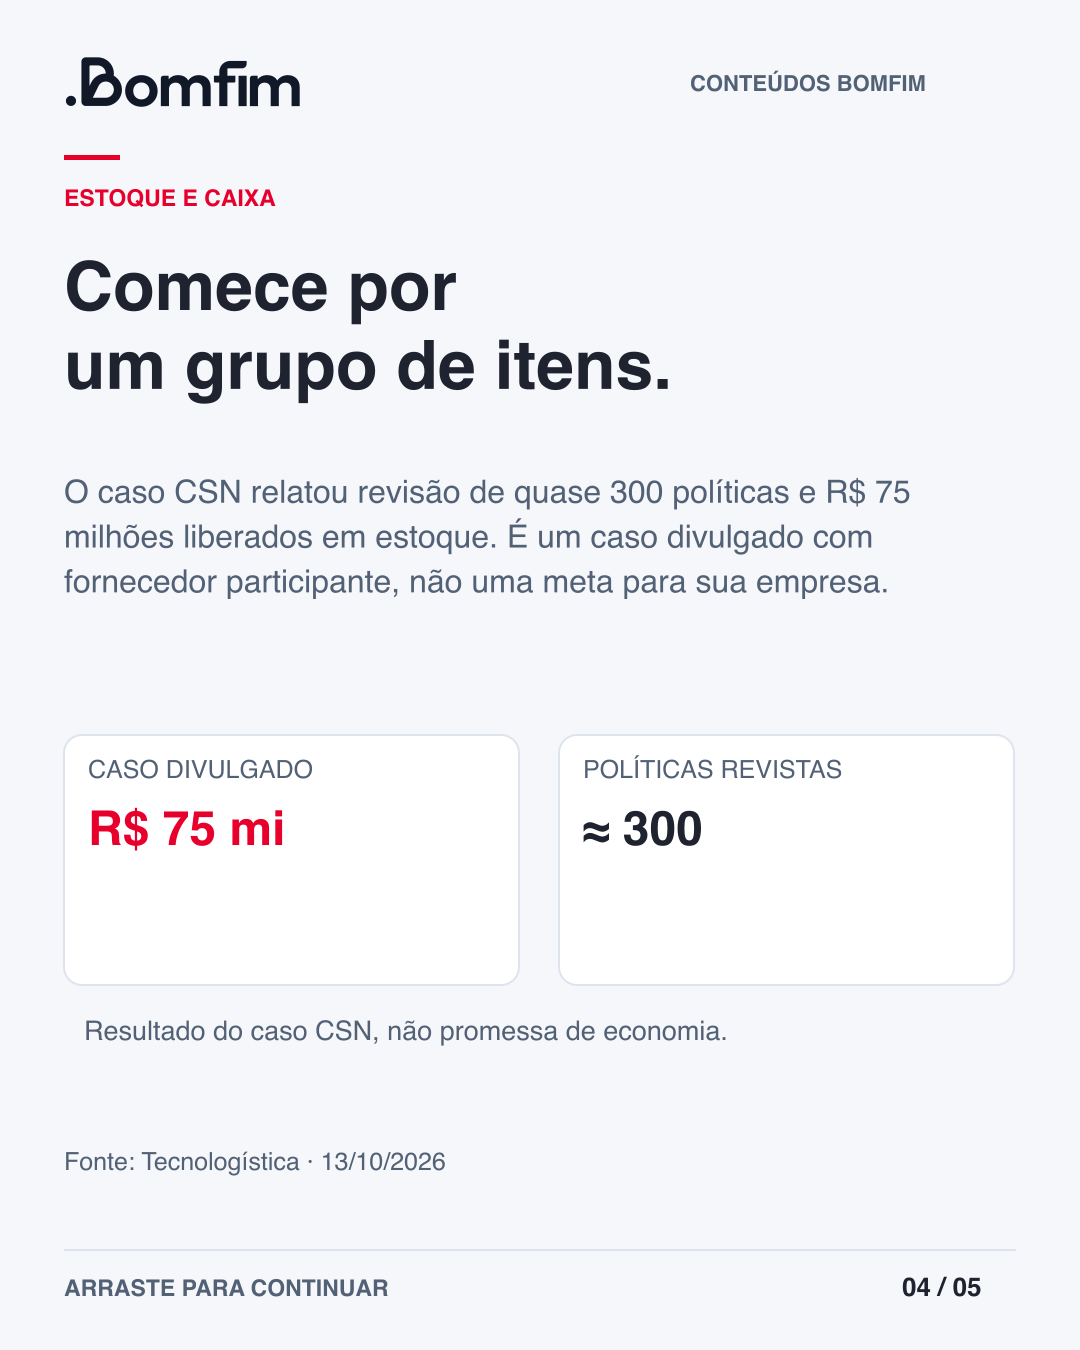 .Bomfim
CONTEÚDOS BOMFIM
ESTOQUE E CAIXA
Comece por
um grupo de itens.
O caso CSN relatou revisão de quase 300 políticas e R$ 75
milhões liberados em estoque. É um caso divulgado com
fornecedor participante, não uma meta para sua empresa.
CASO DIVULGADO
R$ 75 mi
POLÍTICAS REVISTAS
≈ 300
Resultado do caso CSN, não promessa de economia.
Fonte: Tecnologística · 13/10/2026
ARRASTE PARA CONTINUAR
04 / 05